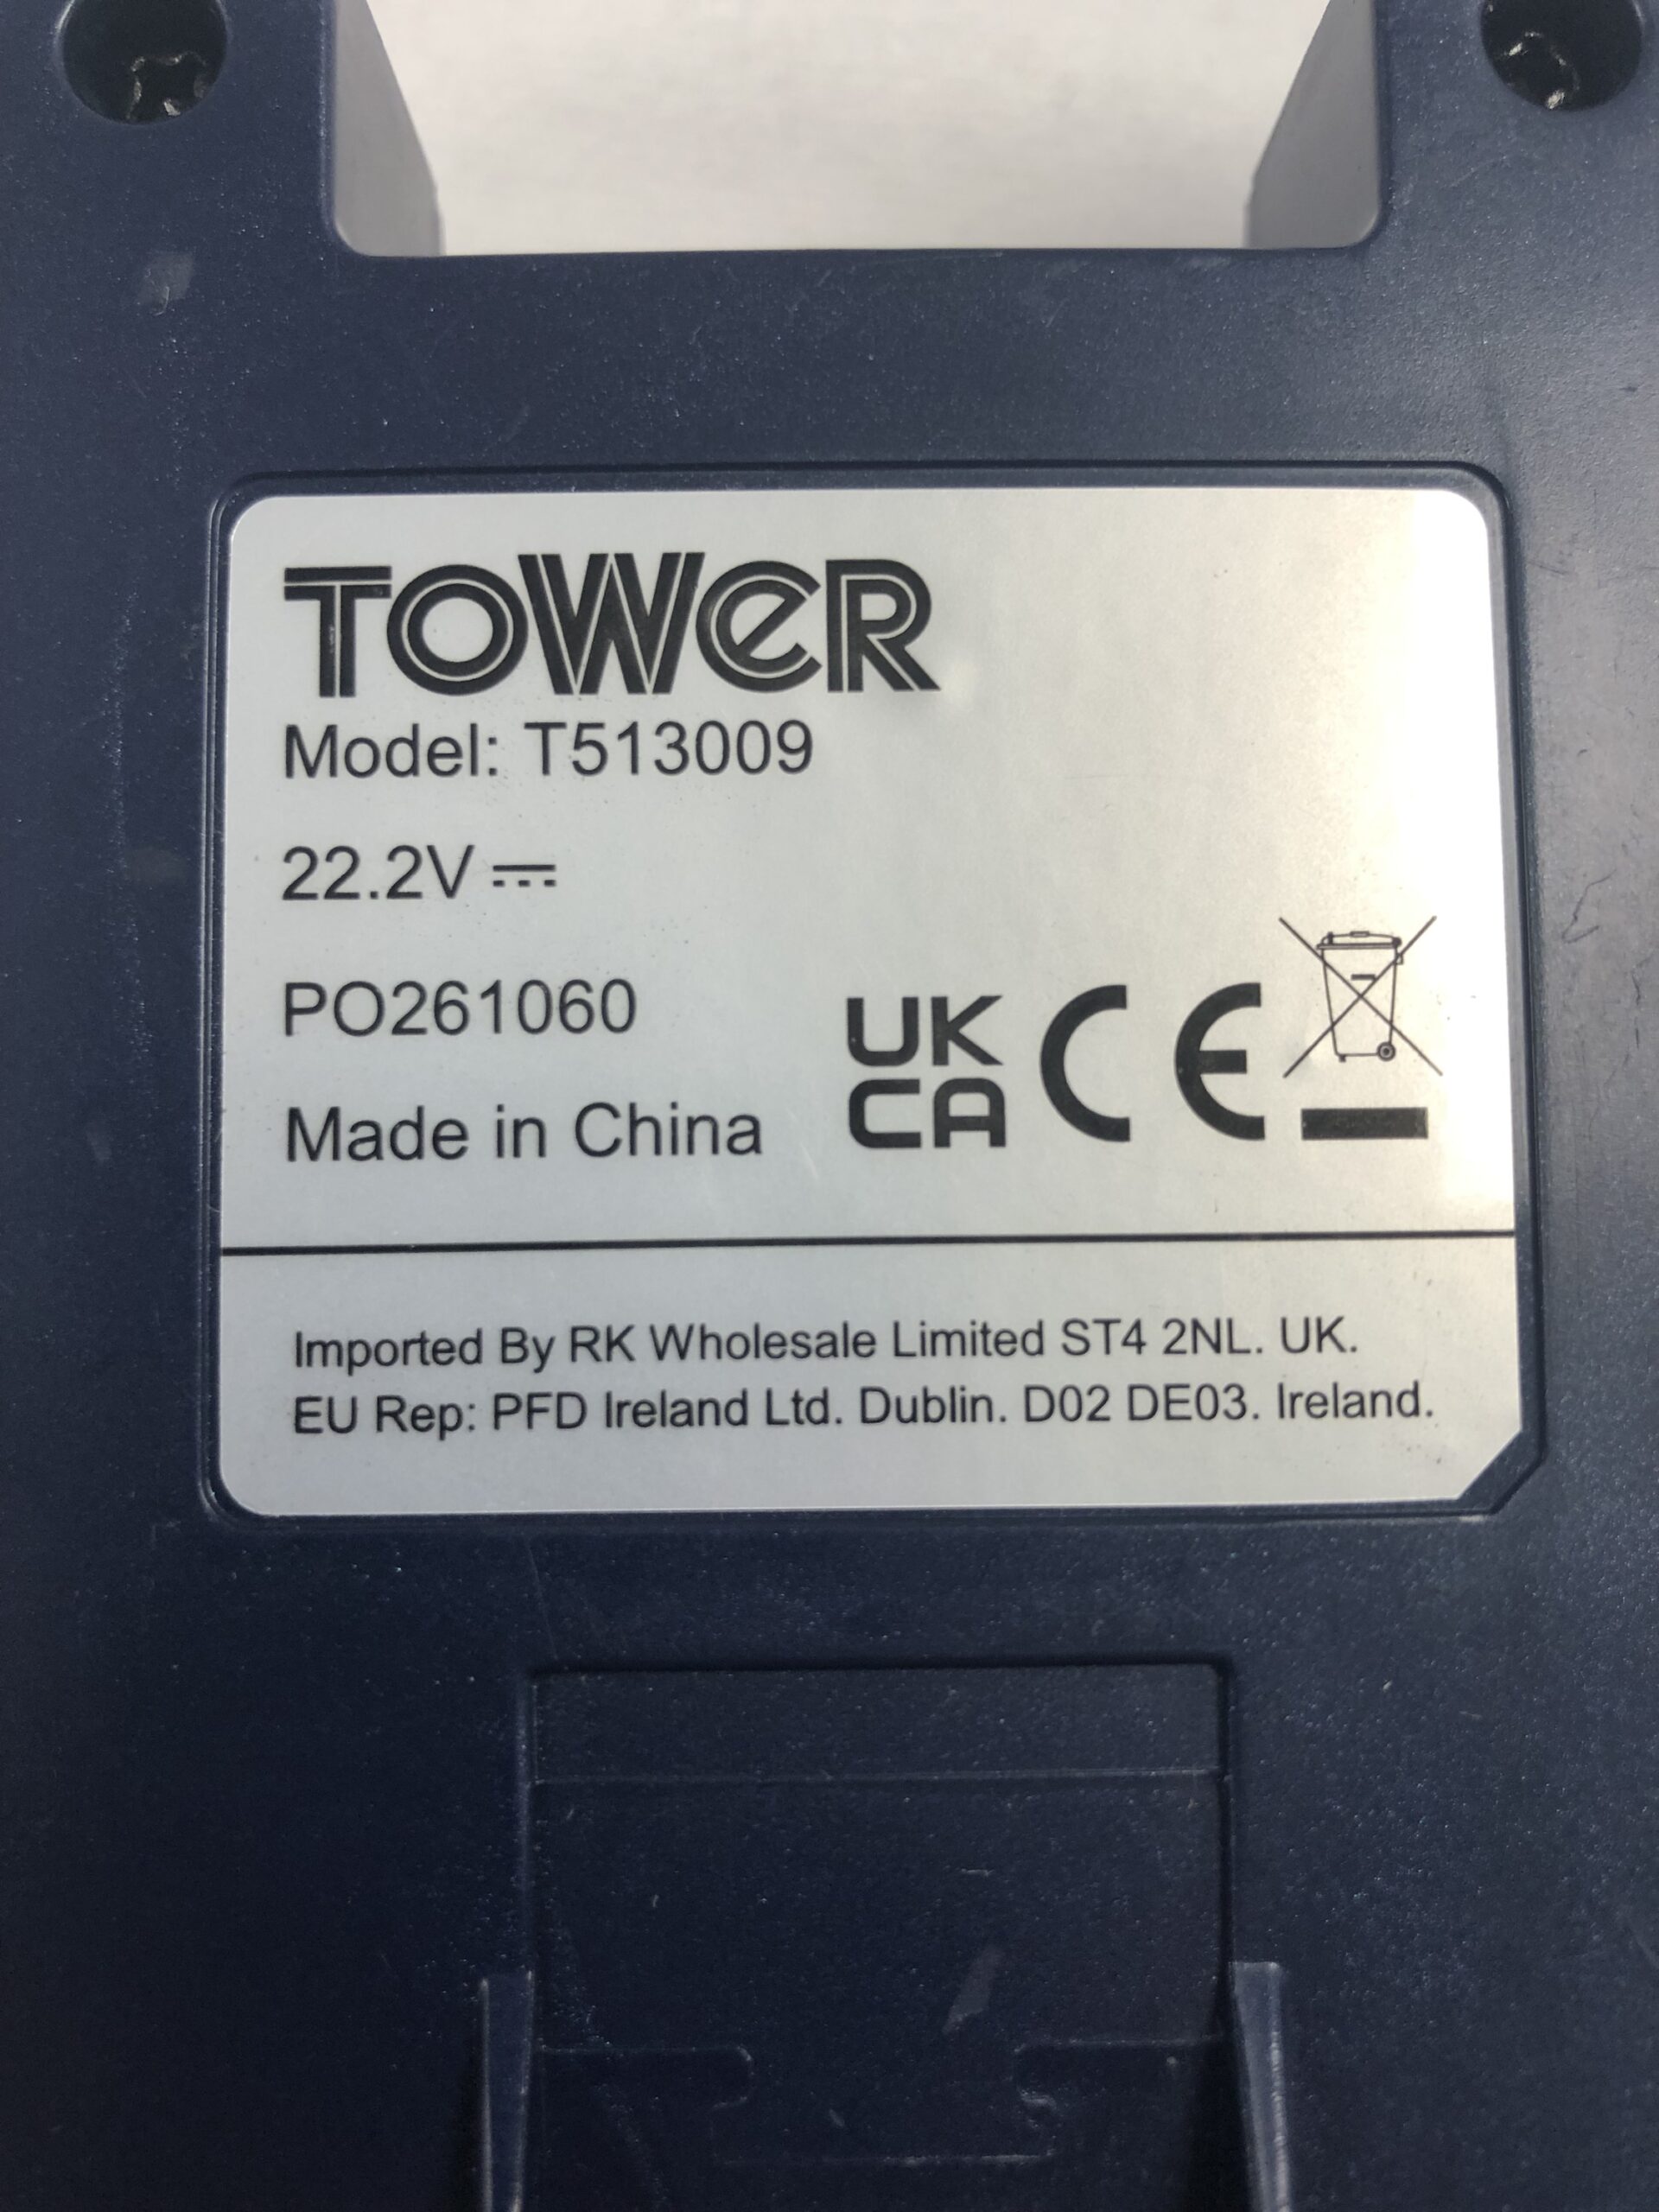 TOWER
Model: T513009
22.2V
PO261060
Made in China
UK
CA
CE
Imported By RK Wholesale Limited ST4 2NL. UK.
EU Rep: PFD Ireland Ltd. Dublin. D02 DE03. Ireland.